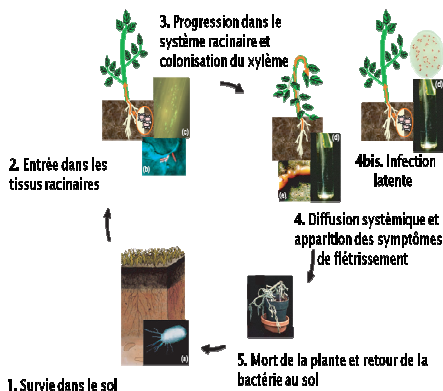 3. Progression dans le
système racinaire et
colonisation du xylème
(c)
(b)
2. Entrée dans les
tissus racinaires
(d)
(e)
(d)
4bis. Infection
latente
4. Diffusion systémique et
apparition des symptômes
de flétrissement
(a)
5. Mort de la plante et retour de la
bactérie au sol
1. Survie dans le sol